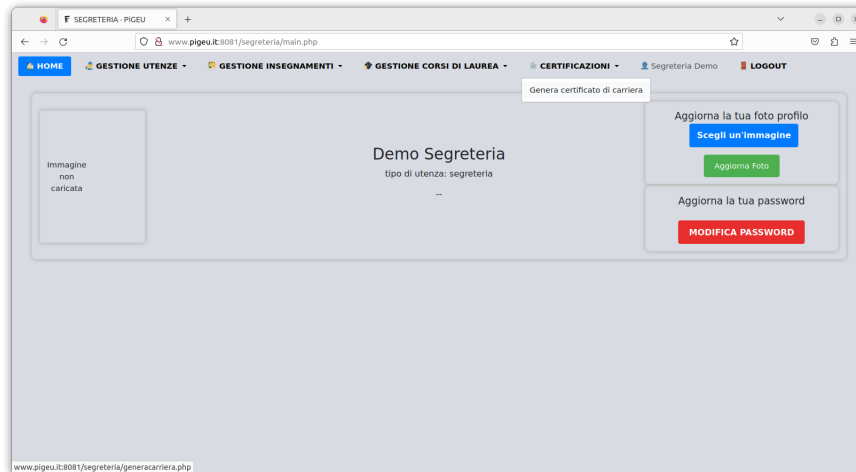 SEGRETERIA - PiGEU
www.pigeu.it:8081/segreteria/main.php
HOME GESTIONE UTENZE GESTIONE INSEGNAMENTI GESTIONE CORSI DI LAUREA CERTIFICAZIONI Segreteria Demo LOGOUT
Genera certificato di carriera
Immagine
non
caricata
Demo Segreteria
tipo di utenza: segreteria
--
Aggiorna la tua foto profilo
Scegli un'immagine
Aggiorna Foto
Aggiorna la tua password
MODIFICA PASSWORD
www.pigeu.it:8081/segreteria/generacarriera.php